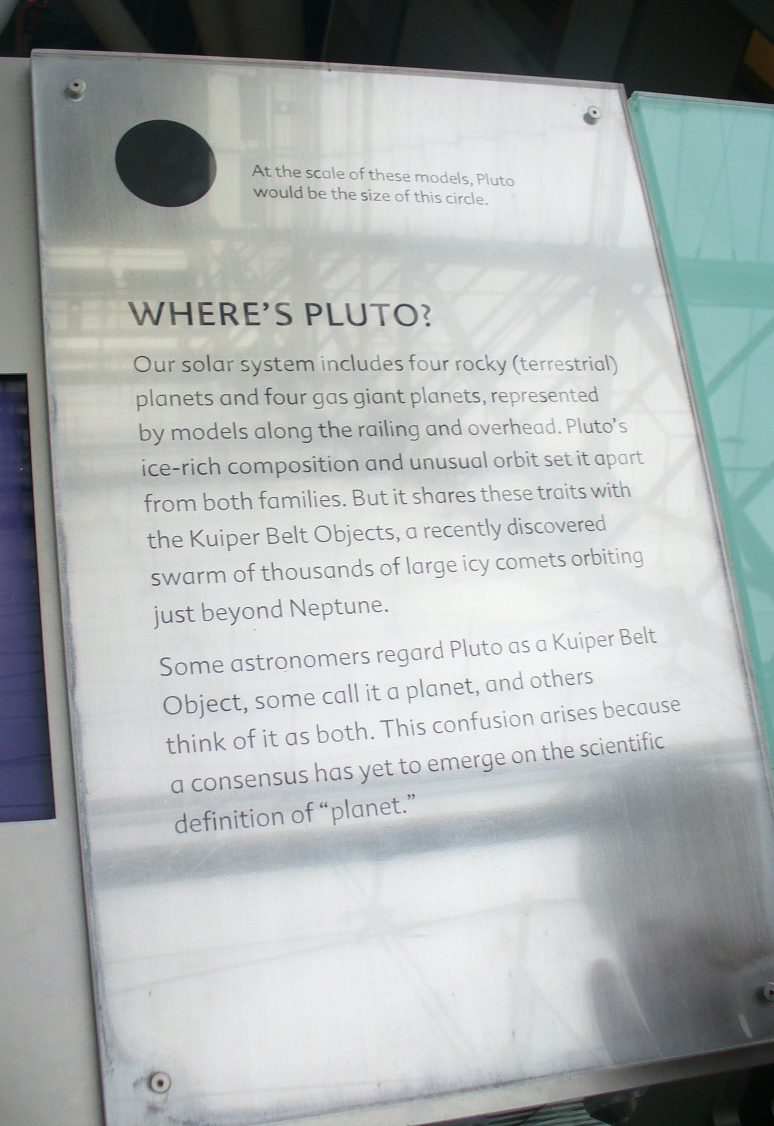 At the scale of these models, Pluto
would be the size of this circle.
WHERE'S PLUTO?
Our solar system includes four rocky (terrestrial)
planets and four gas giant planets, represented
by models along the railing and overhead. Pluto's
ice-rich composition and unusual orbit set it apart
from both families. But it shares these traits with
the Kuiper Belt Objects, a recently discovered
swarm of thousands of large icy comets orbiting
just beyond Neptune.
Some astronomers regard Pluto as a Kuiper Belt
Object, some call it a planet, and others
think of it as both. This confusion arises because
a consensus has yet to emerge on the scientific
definition of “planet.”